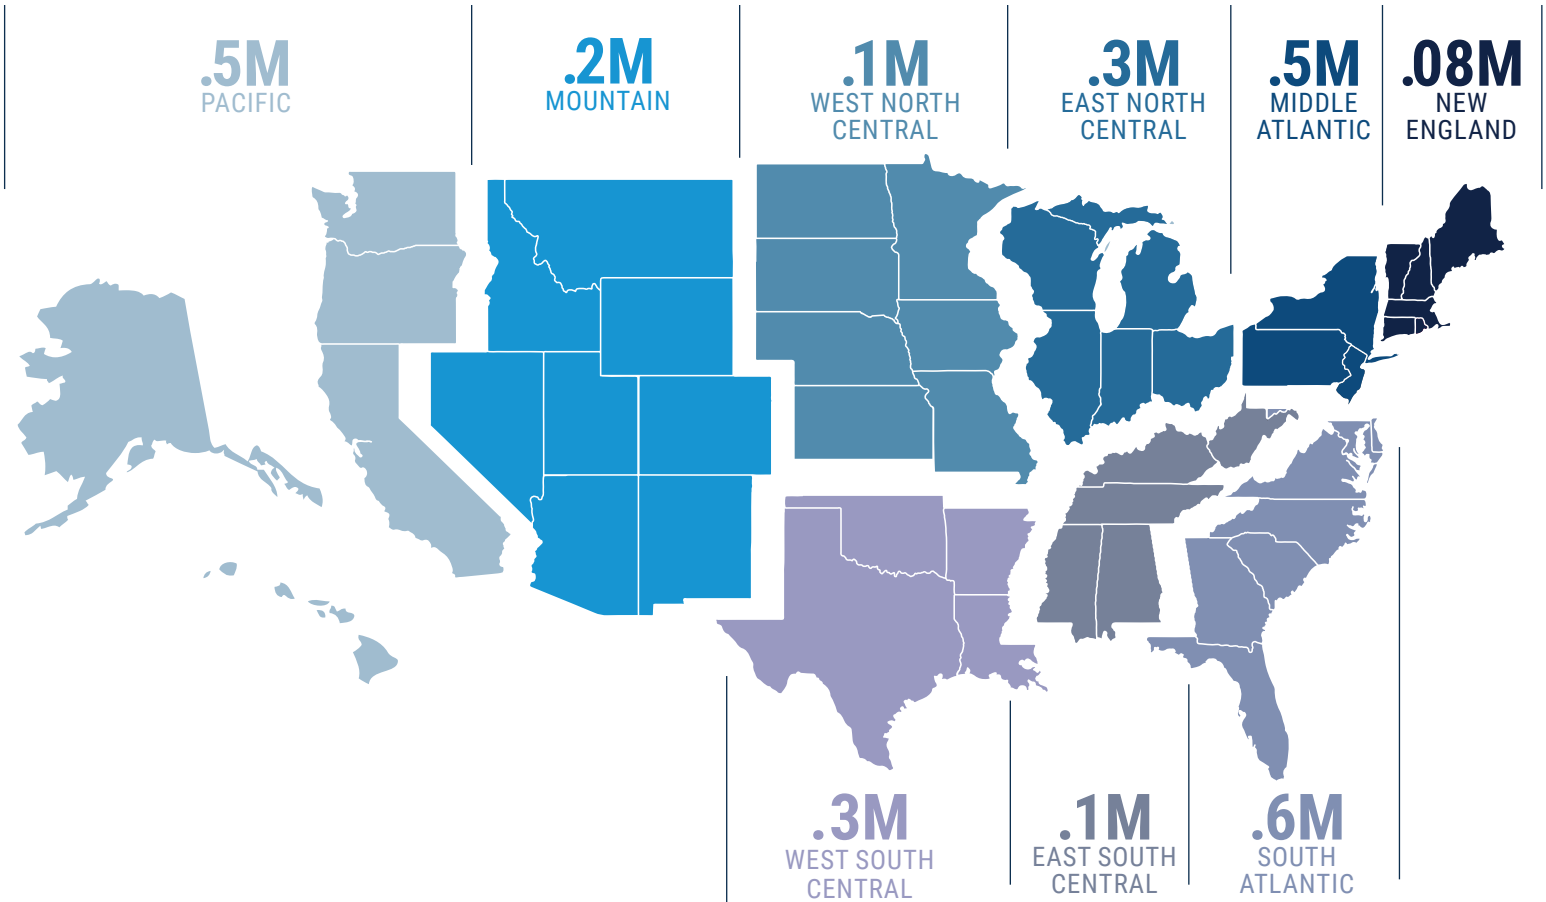 .5M
PACIFIC
.2M
MOUNTAIN
.1M
WEST NORTH
CENTRAL
.3M
EAST NORTH
CENTRAL
.5M
MIDDLE
ATLANTIC
.08M
NEW
ENGLAND
.3M
WEST SOUTH
CENTRAL
.1M
EAST SOUTH
CENTRAL
.6M
SOUTH
ATLANTIC